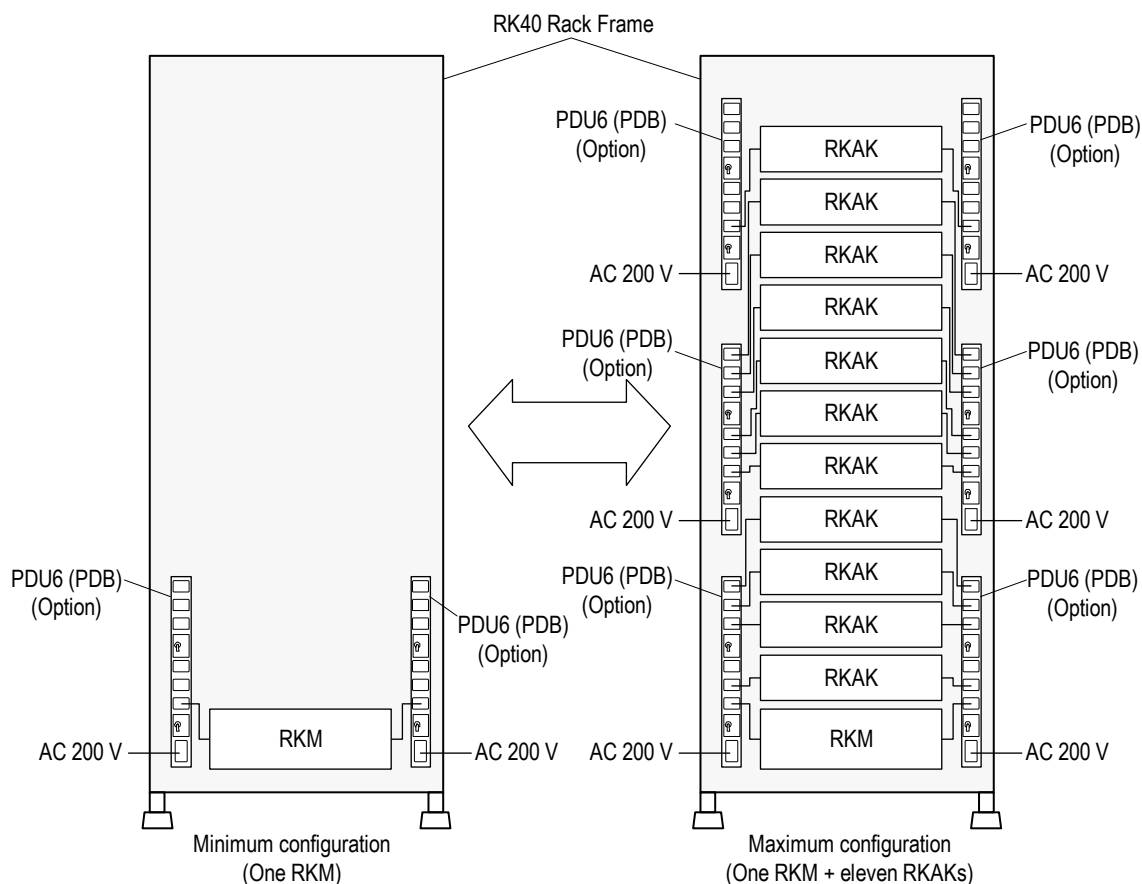 RK40 Rack Frame
PDU6 (PDB)
(Option)
AC 200 V
PDU6 (PDB)
(Option)
AC 200 V
RKM
Minimum configuration
(One RKM)
PDU6 (PDB)
(Option)
AC 200 V
PDU6 (PDB)
(Option)
AC 200 V
PDU6 (PDB)
(Option)
AC 200 V
RKAK
RKAK
RKAK
RKAK
RKAK
RKAK
RKAK
RKAK
RKAK
RKAK
RKAK
RKM
PDU6 (PDB)
(Option)
AC 200 V
PDU6 (PDB)
(Option)
AC 200 V
PDU6 (PDB)
(Option)
AC 200 V
Maximum configuration
(One RKM + eleven RKAKs)